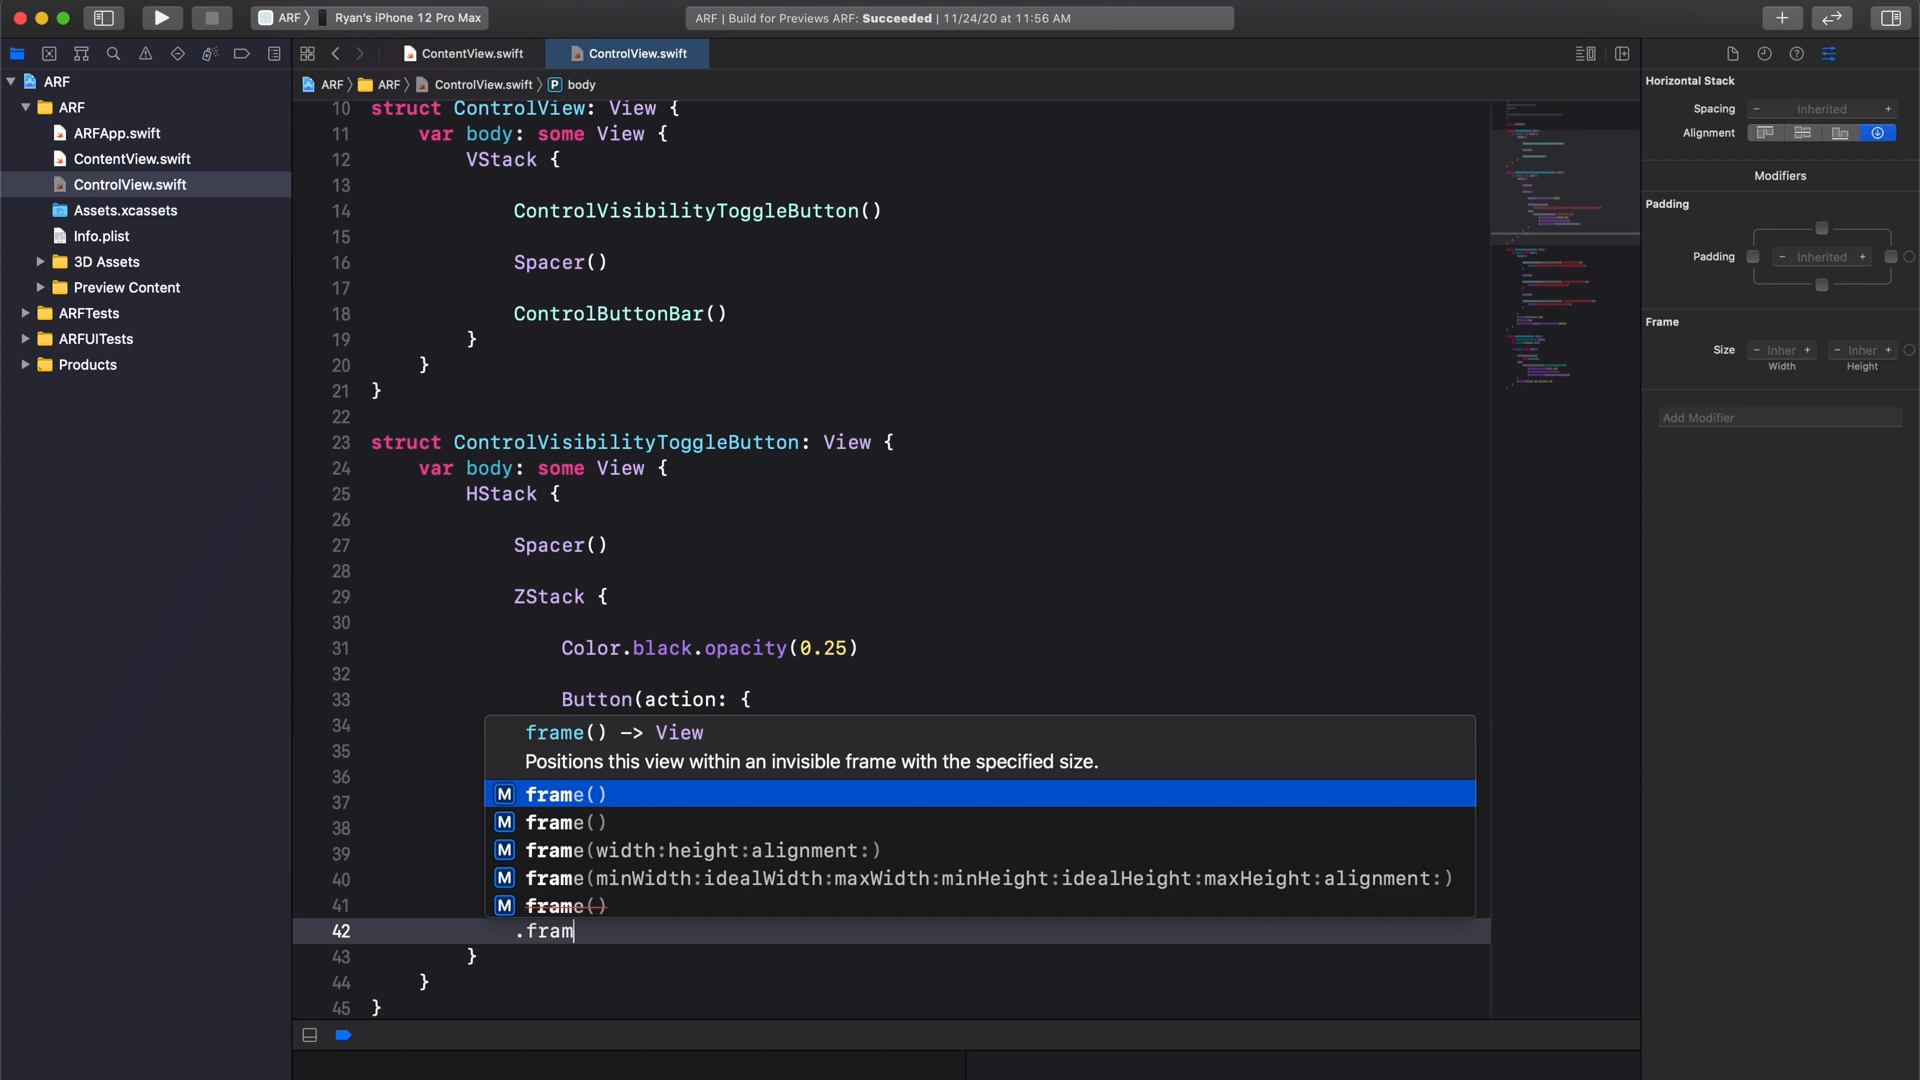 ARF
Ryan's iPhone 12 Pro Max
ARF | Build for Previews ARF: Succeeded | 11/24/20 at 11:56 AM
ContentView.swift
ControlView.swift
ARF
ARF
ARFApp.swift
ContentView.swift
ControlView.swift
Assets.xcassets
Info.plist
3D Assets
Preview Content
ARFTests
ARFUITests
Products
ARF ARF ControlView.swift P body
10 struct ControlView: View {
11 var body: some View {
12 VStack {
13
14 ControlVisibilityToggleButton()
15
16 Spacer()
17
18 ControlButtonBar()
19 }
20 }
21 }
22
23 struct ControlVisibilityToggleButton: View {
24 var body: some View {
25 HStack {
26
27 Spacer()
28
29 ZStack {
30
31 Color.black.opacity(0.25)
32
33 Button(action: {
34
35
36
37
38
39
40
41
frame() -> View
Positions this view within an invisible frame with the specified size.
M frame()
M frame()
M frame(width:height:alignment:)
M frame(minWidth:idealWidth:maxWidth:minHeight:idealHeight:maxHeight:alignment:)
M frame()
42 .fram
43 }
44 }
45 }
Horizontal Stack
Spacing - Inherited +
Alignment
Modifiers
Padding
Padding - Inherited +
Frame
Size - Inher + - Inher +
Width Height
Add Modifier